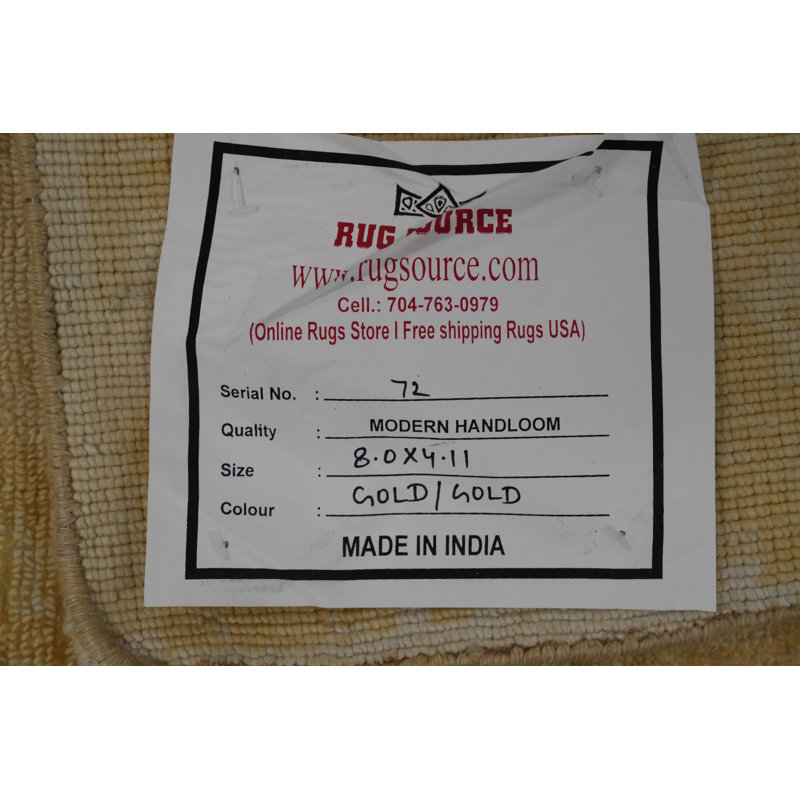 RUG SOURCE
www.rugsource.com
Cell.: 704-763-0979
(Online Rugs Store I Free shipping Rugs USA)
Serial No. : 72
Quality : MODERN HANDLOOM
Size : 8.0X4.11
Colour : GOLD/GOLD
MADE IN INDIA